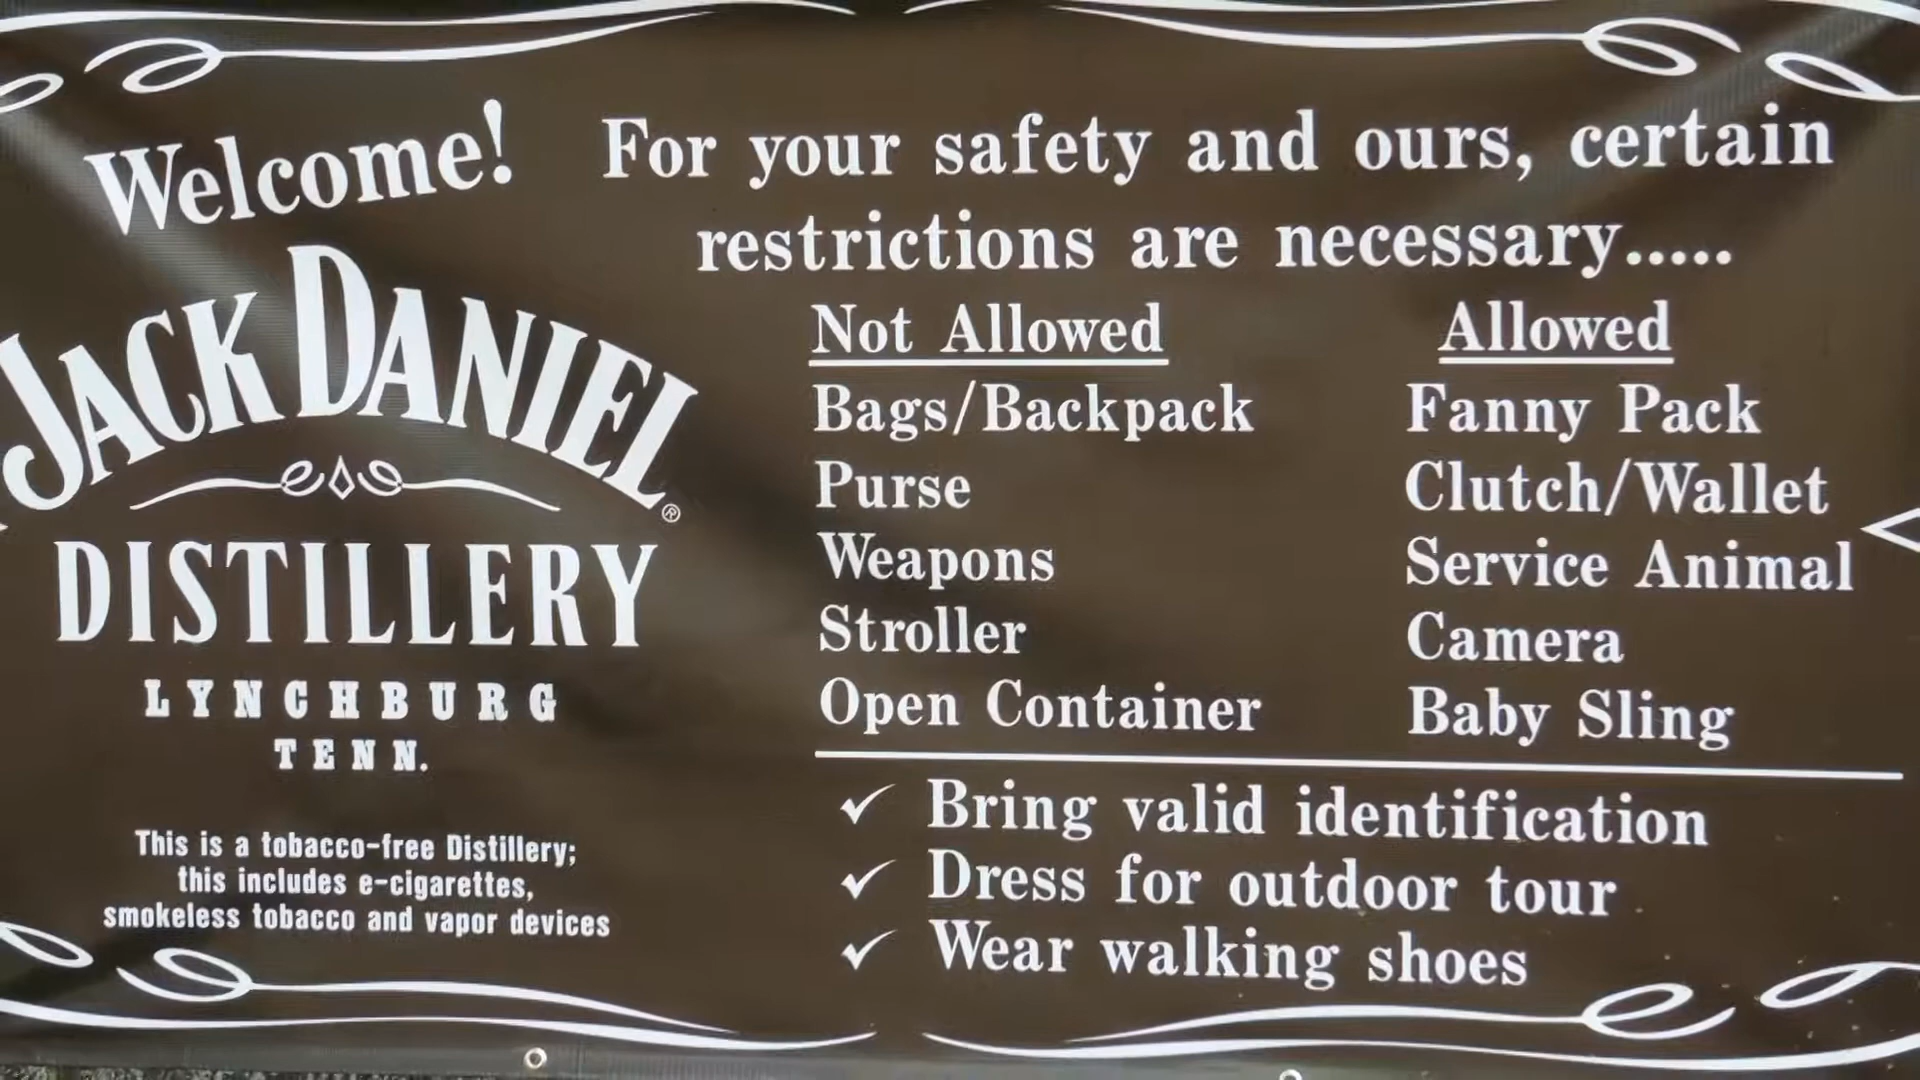 Welcome!
JACK DANIEL®
DISTILLERY
LYNCHBURG
TENN.
This is a tobacco-free Distillery;
this includes e-cigarettes,
smokeless tobacco and vapor devices
For your safety and ours, certain
restrictions are necessary.....
Not Allowed
Bags/Backpack
Purse
Weapons
Stroller
Open Container
Allowed
Fanny Pack
Clutch/Wallet
Service Animal
Camera
Baby Sling
✓ Bring valid identification
✓ Dress for outdoor tour
✓ Wear walking shoes